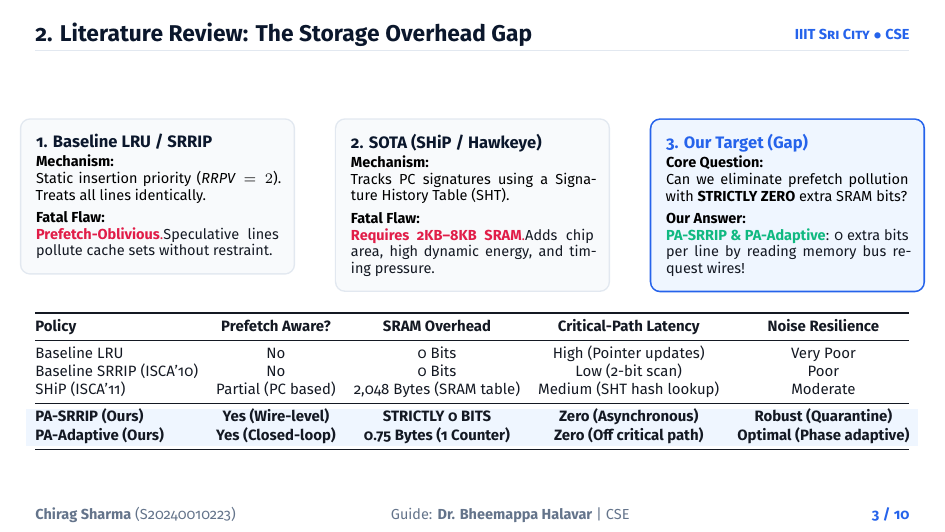 2. Literature Review: The Storage Overhead Gap
IIIT Sri City ● CSE
1. Baseline LRU / SRRIP
Mechanism:
Static insertion priority (RRPV = 2).
Treats all lines identically.
Fatal Flaw:
Prefetch-Oblivious.Speculative lines
pollute cache sets without restraint.
2. SOTA (SHiP / Hawkeye)
Mechanism:
Tracks PC signatures using a Signa-
ture History Table (SHT).
Fatal Flaw:
Requires 2KB–8KB SRAM.Adds chip
area, high dynamic energy, and tim-
ing pressure.
3. Our Target (Gap)
Core Question:
Can we eliminate prefetch pollution
with STRICTLY ZERO extra SRAM bits?
Our Answer:
PA-SRRIP & PA-Adaptive: 0 extra bits
per line by reading memory bus re-
quest wires!
Policy Prefetch Aware? SRAM Overhead Critical-Path Latency Noise Resilience
Baseline LRU No 0 Bits High (Pointer updates) Very Poor
Baseline SRRIP (ISCA'10) No 0 Bits Low (2-bit scan) Poor
SHiP (ISCA'11) Partial (PC based) 2,048 Bytes (SRAM table) Medium (SHT hash lookup) Moderate
PA-SRRIP (Ours) Yes (Wire-level) STRICTLY 0 BITS Zero (Asynchronous) Robust (Quarantine)
PA-Adaptive (Ours) Yes (Closed-loop) 0.75 Bytes (1 Counter) Zero (Off critical path) Optimal (Phase adaptive)
Chirag Sharma (S20240010223) Guide: Dr. Bheemappa Halavar | CSE 3 / 10